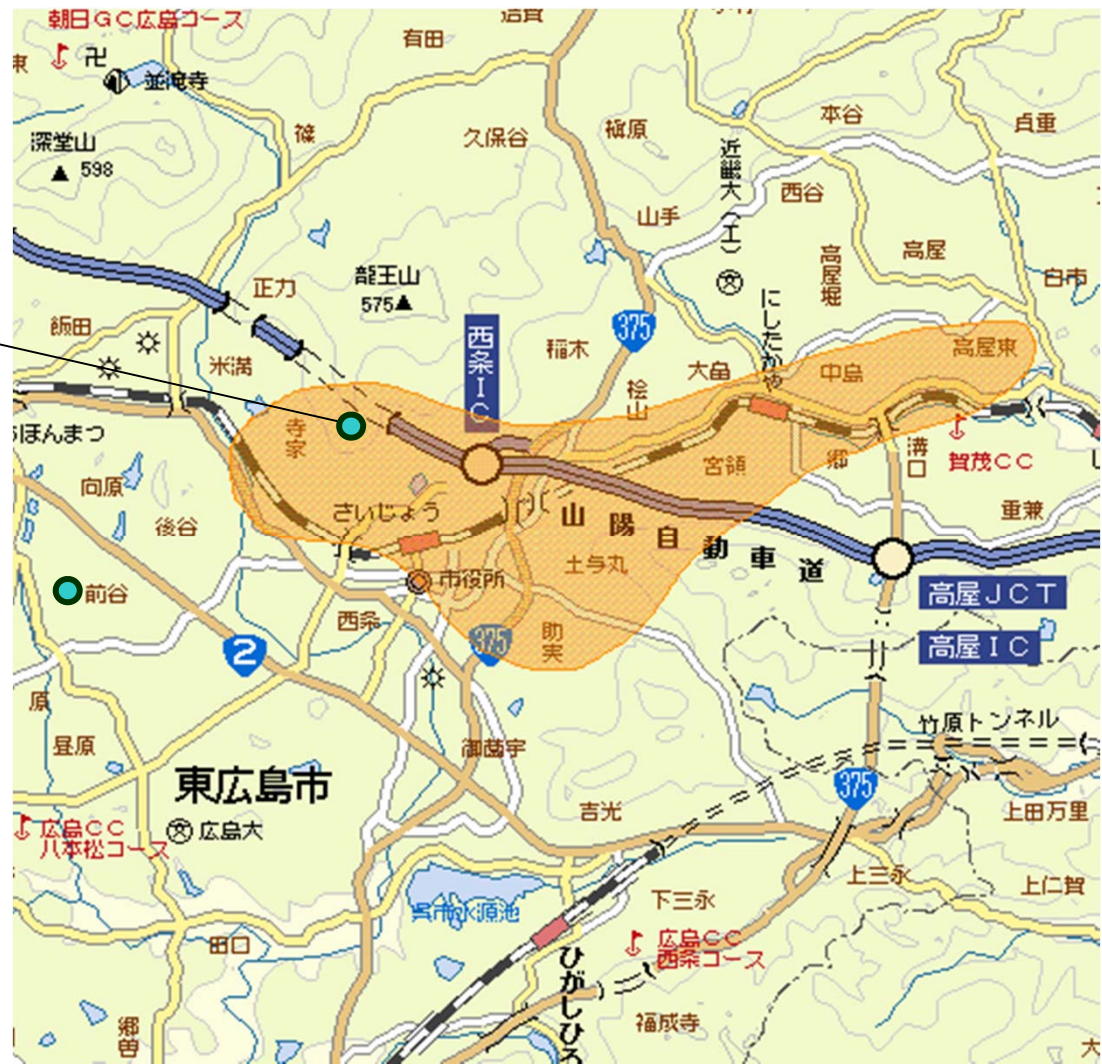 朝日GC広島コース
造賀
有田
東
卍
並滝寺
篠
久保谷
槇原
本谷
貞重
深堂山
▲ 598
近畿大(工)
西谷
山手
高屋
高屋堀
白市
龍王山
575▲
正力
にしたかや
飯田
375
西条IC
稲木
大畠
中島
高屋東
米満
桧山
寺家
ちほんまつ
宮領
郷
溝口
賀茂CC
向原
さいじょう
重兼
後谷
山陽自動車道
土与丸
前谷
市役所
高屋JCT
西条
助実
375
高屋IC
2
原
竹原トンネル
昼原
御薗宇
東広島市
375
吉光
上田万里
広島CC
八本松コース
広島大
上三永
上仁賀
呉市水源池
下三永
田口
広島CC
西条コース
ひがしひろ
福成寺
郷曽
大